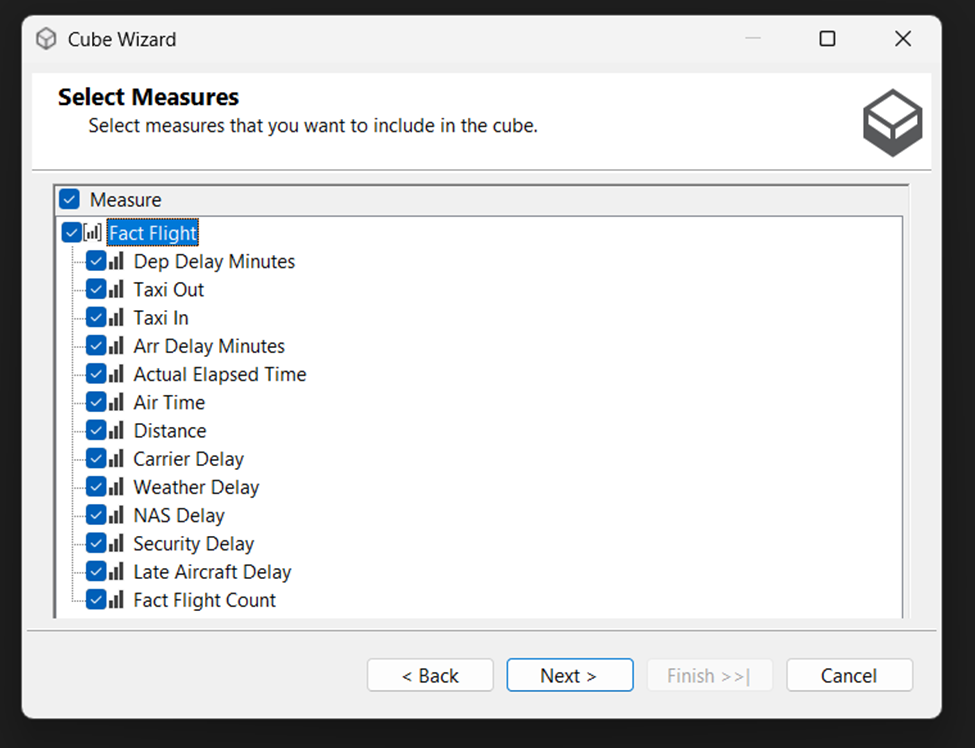 Cube Wizard
Select Measures
Select measures that you want to include in the cube.
Measure
Fact Flight
Dep Delay Minutes
Taxi Out
Taxi In
Arr Delay Minutes
Actual Elapsed Time
Air Time
Distance
Carrier Delay
Weather Delay
NAS Delay
Security Delay
Late Aircraft Delay
Fact Flight Count
< Back Next > Finish >>| Cancel